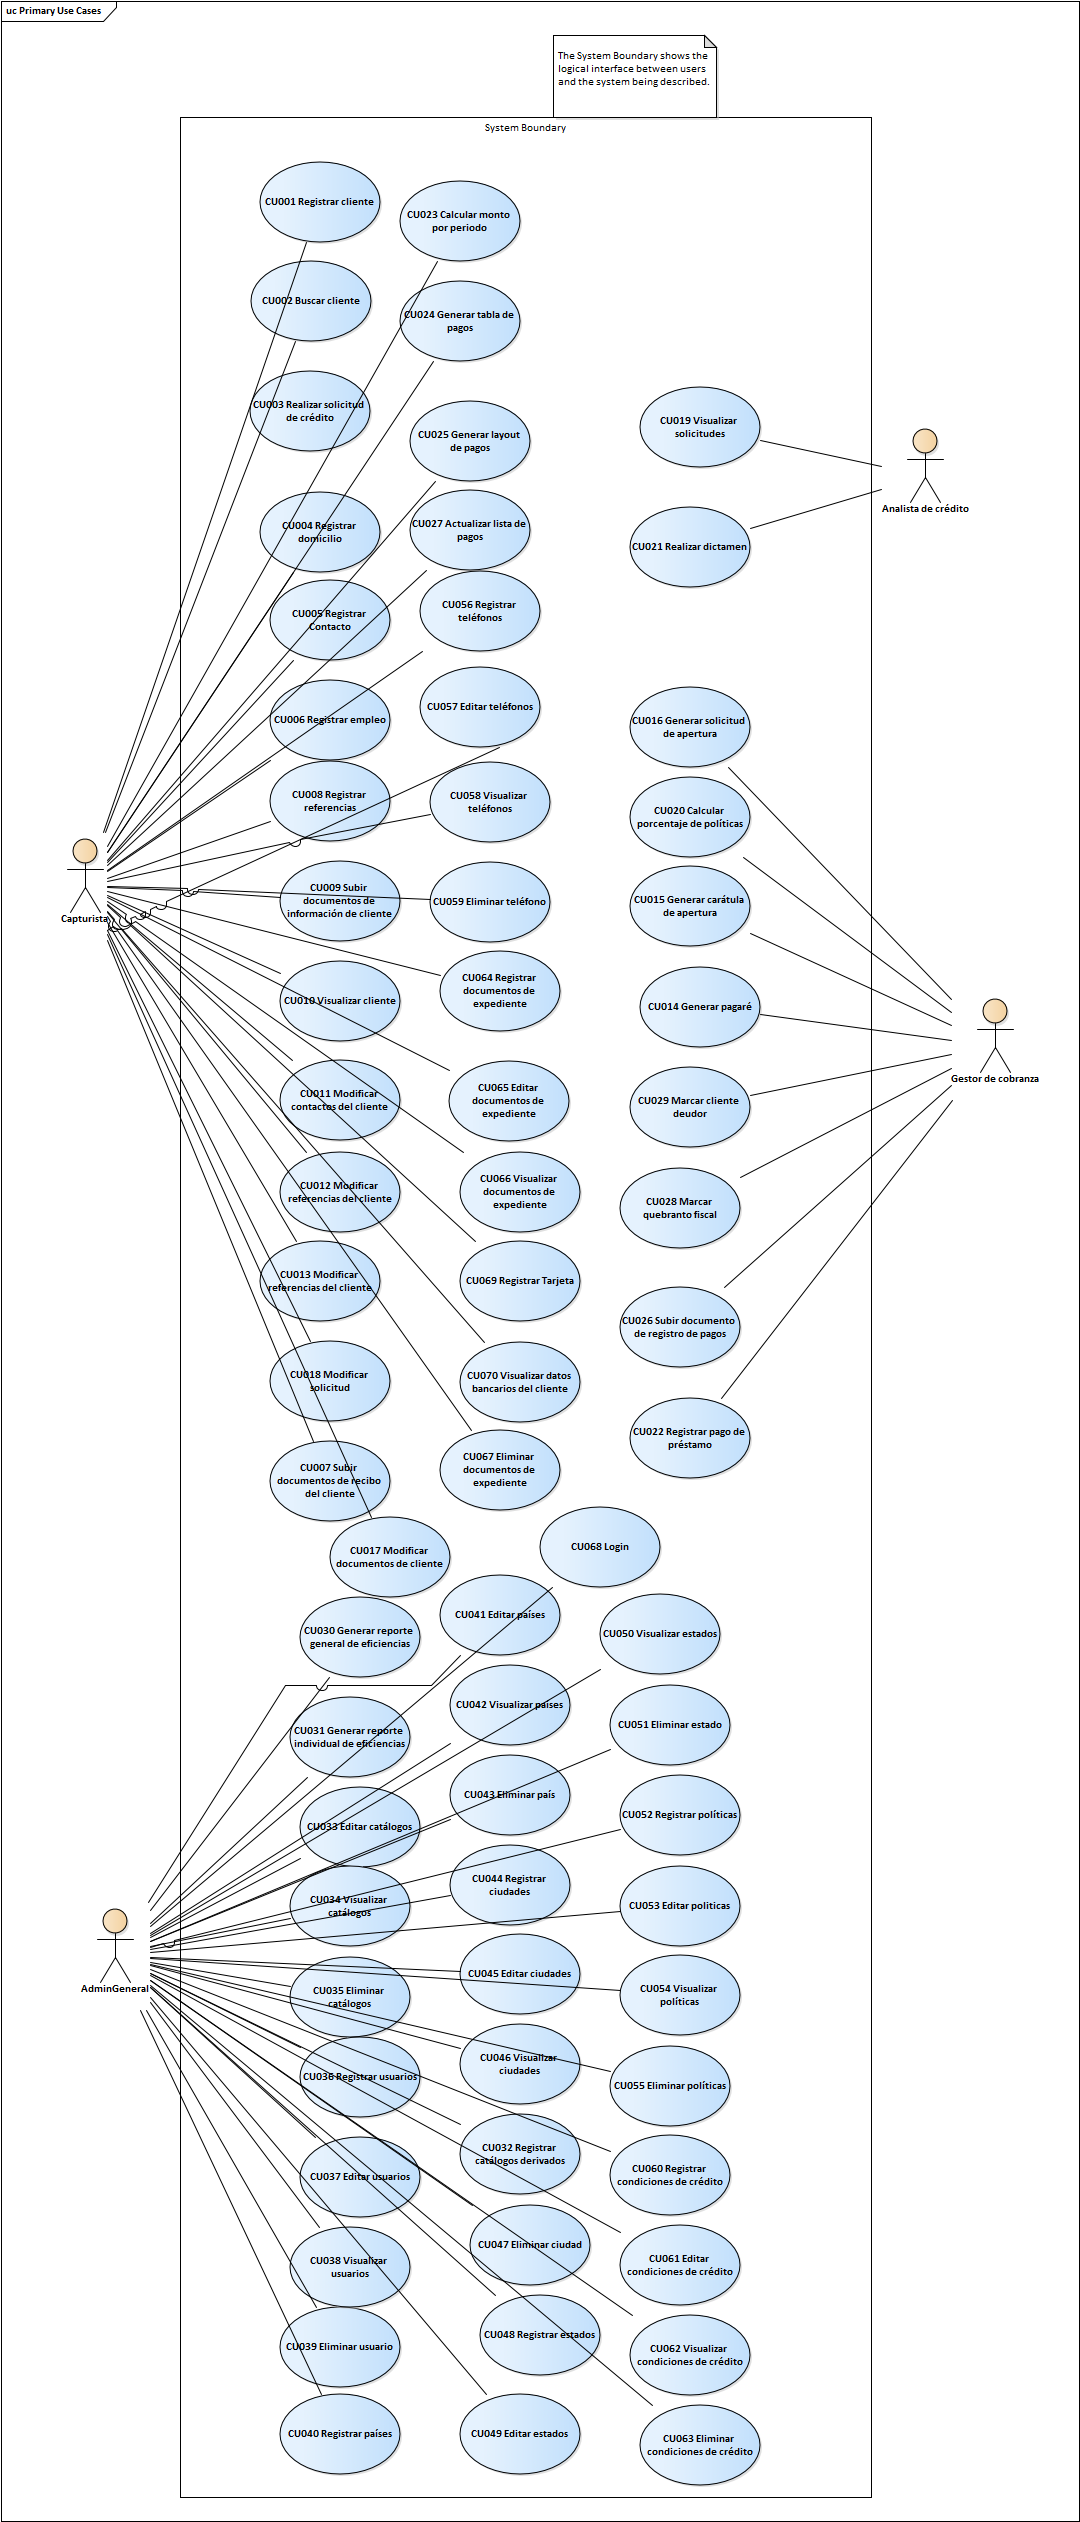 uc Primary Use Cases
The System Boundary shows the
logical interface between users
and the system being described.
System Boundary
CU001 Registrar cliente
CU023 Calcular monto
por periodo
CU002 Buscar cliente
CU024 Generar tabla de
pagos
CU003 Realizar solicitud
de crédito
CU025 Generar layout
de pagos
CU019 Visualizar
solicitudes
Analista de crédito
CU004 Registrar
domicilio
CU027 Actualizar lista de
pagos
CU021 Realizar dictamen
CU005 Registrar
Contacto
CU056 Registrar
teléfonos
CU006 Registrar empleo
CU057 Editar teléfonos
CU016 Generar solicitud
de apertura
CU008 Registrar
referencias
CU058 Visualizar
teléfonos
CU020 Calcular
porcentaje de políticas
Capturista
CU009 Subir
documentos de
información de cliente
CU059 Eliminar teléfono
CU015 Generar carátula
de apertura
CU010 Visualizar cliente
CU064 Registrar
documentos de
expediente
CU014 Generar pagaré
Gestor de cobranza
CU011 Modificar
contactos del cliente
CU065 Editar
documentos de
expediente
CU029 Marcar cliente
deudor
CU012 Modificar
referencias del cliente
CU066 Visualizar
documentos de
expediente
CU028 Marcar
quebranto fiscal
CU013 Modificar
referencias del cliente
CU069 Registrar Tarjeta
CU026 Subir documento
de registro de pagos
CU018 Modificar
solicitud
CU070 Visualizar datos
bancarios del cliente
CU022 Registrar pago de
préstamo
CU007 Subir
documentos de recibo
del cliente
CU067 Eliminar
documentos de
expediente
CU017 Modificar
documentos de cliente
CU068 Login
CU030 Generar reporte
general de eficiencias
CU041 Editar países
CU050 Visualizar estados
CU031 Generar reporte
individual de eficiencias
CU042 Visualizar países
CU051 Eliminar estado
CU033 Editar catálogos
CU043 Eliminar país
CU052 Registrar políticas
CU034 Visualizar
catálogos
CU044 Registrar
ciudades
CU053 Editar politicas
AdminGeneral
CU035 Eliminar
catálogos
CU045 Editar ciudades
CU054 Visualizar
políticas
CU036 Registrar usuarios
CU046 Visualizar
ciudades
CU055 Eliminar políticas
CU037 Editar usuarios
CU032 Registrar
catálogos derivados
CU060 Registrar
condiciones de crédito
CU038 Visualizar
usuarios
CU047 Eliminar ciudad
CU061 Editar
condiciones de crédito
CU039 Eliminar usuario
CU048 Registrar estados
CU062 Visualizar
condiciones de crédito
CU040 Registrar países
CU049 Editar estados
CU063 Eliminar
condiciones de crédito